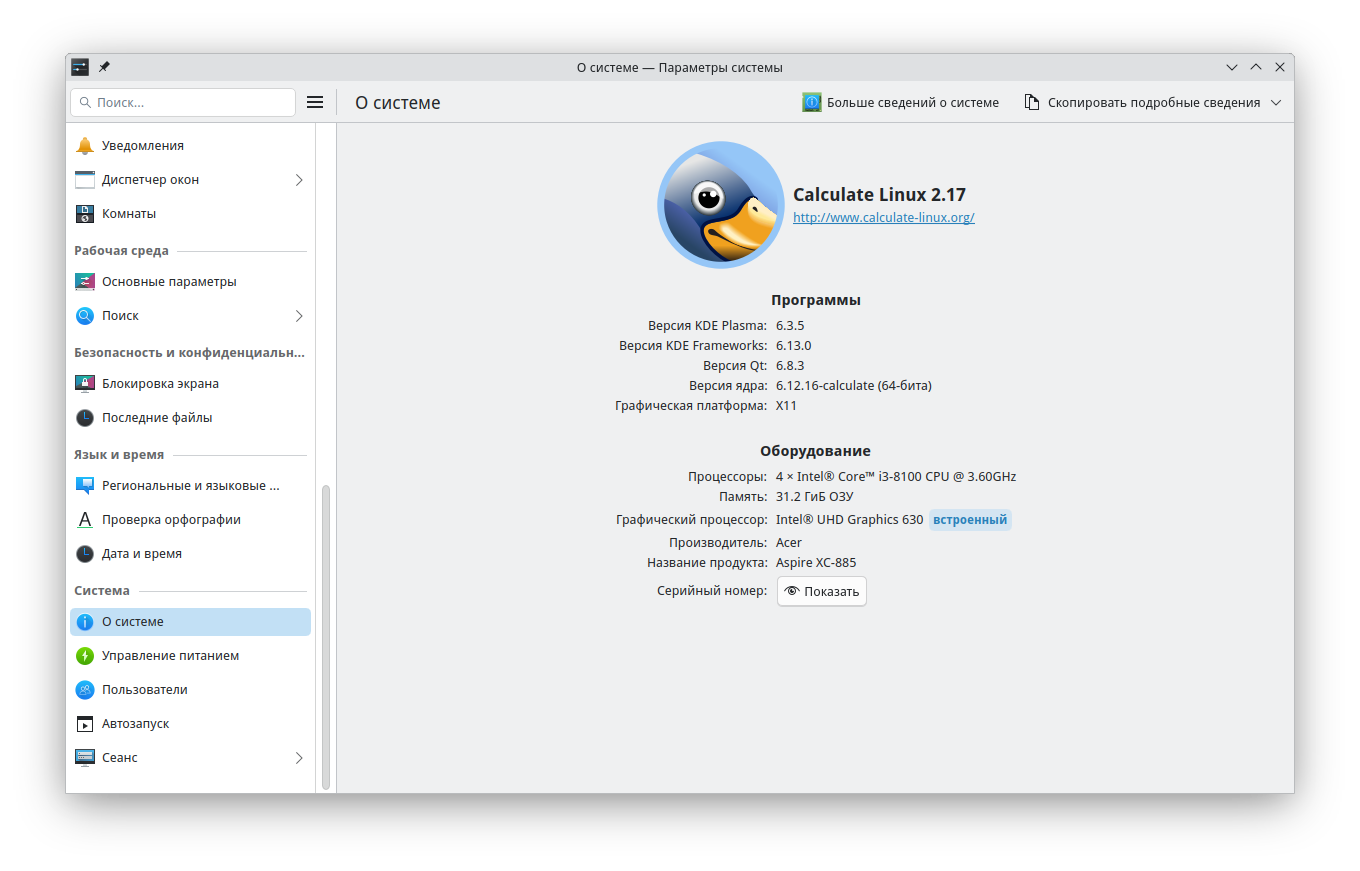 О системе — Параметры системы
Поиск...
О системе
Больше сведений о системе
Скопировать подробные сведения
Уведомления
Диспетчер окон
Комнаты
Рабочая среда
Основные параметры
Поиск
Безопасность и конфиденциальн...
Блокировка экрана
Последние файлы
Язык и время
Региональные и языковые ...
Проверка орфографии
Дата и время
Система
О системе
Управление питанием
Пользователи
Автозапуск
Сеанс
Calculate Linux 2.17
http://www.calculate-linux.org/
Программы
Версия KDE Plasma: 6.3.5
Версия KDE Frameworks: 6.13.0
Версия Qt: 6.8.3
Версия ядра: 6.12.16-calculate (64-бита)
Графическая платформа: X11
Оборудование
Процессоры: 4 × Intel® Core™ i3-8100 CPU @ 3.60GHz
Память: 31.2 ГиБ ОЗУ
Графический процессор: Intel® UHD Graphics 630 встроенный
Производитель: Acer
Название продукта: Aspire XC-885
Серийный номер: Показать